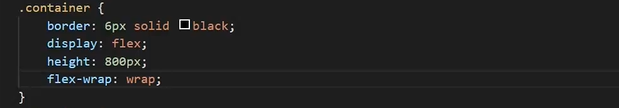 .container {
    border: 6px solid black;
    display: flex;
    height: 800px;
    flex-wrap: wrap;
}